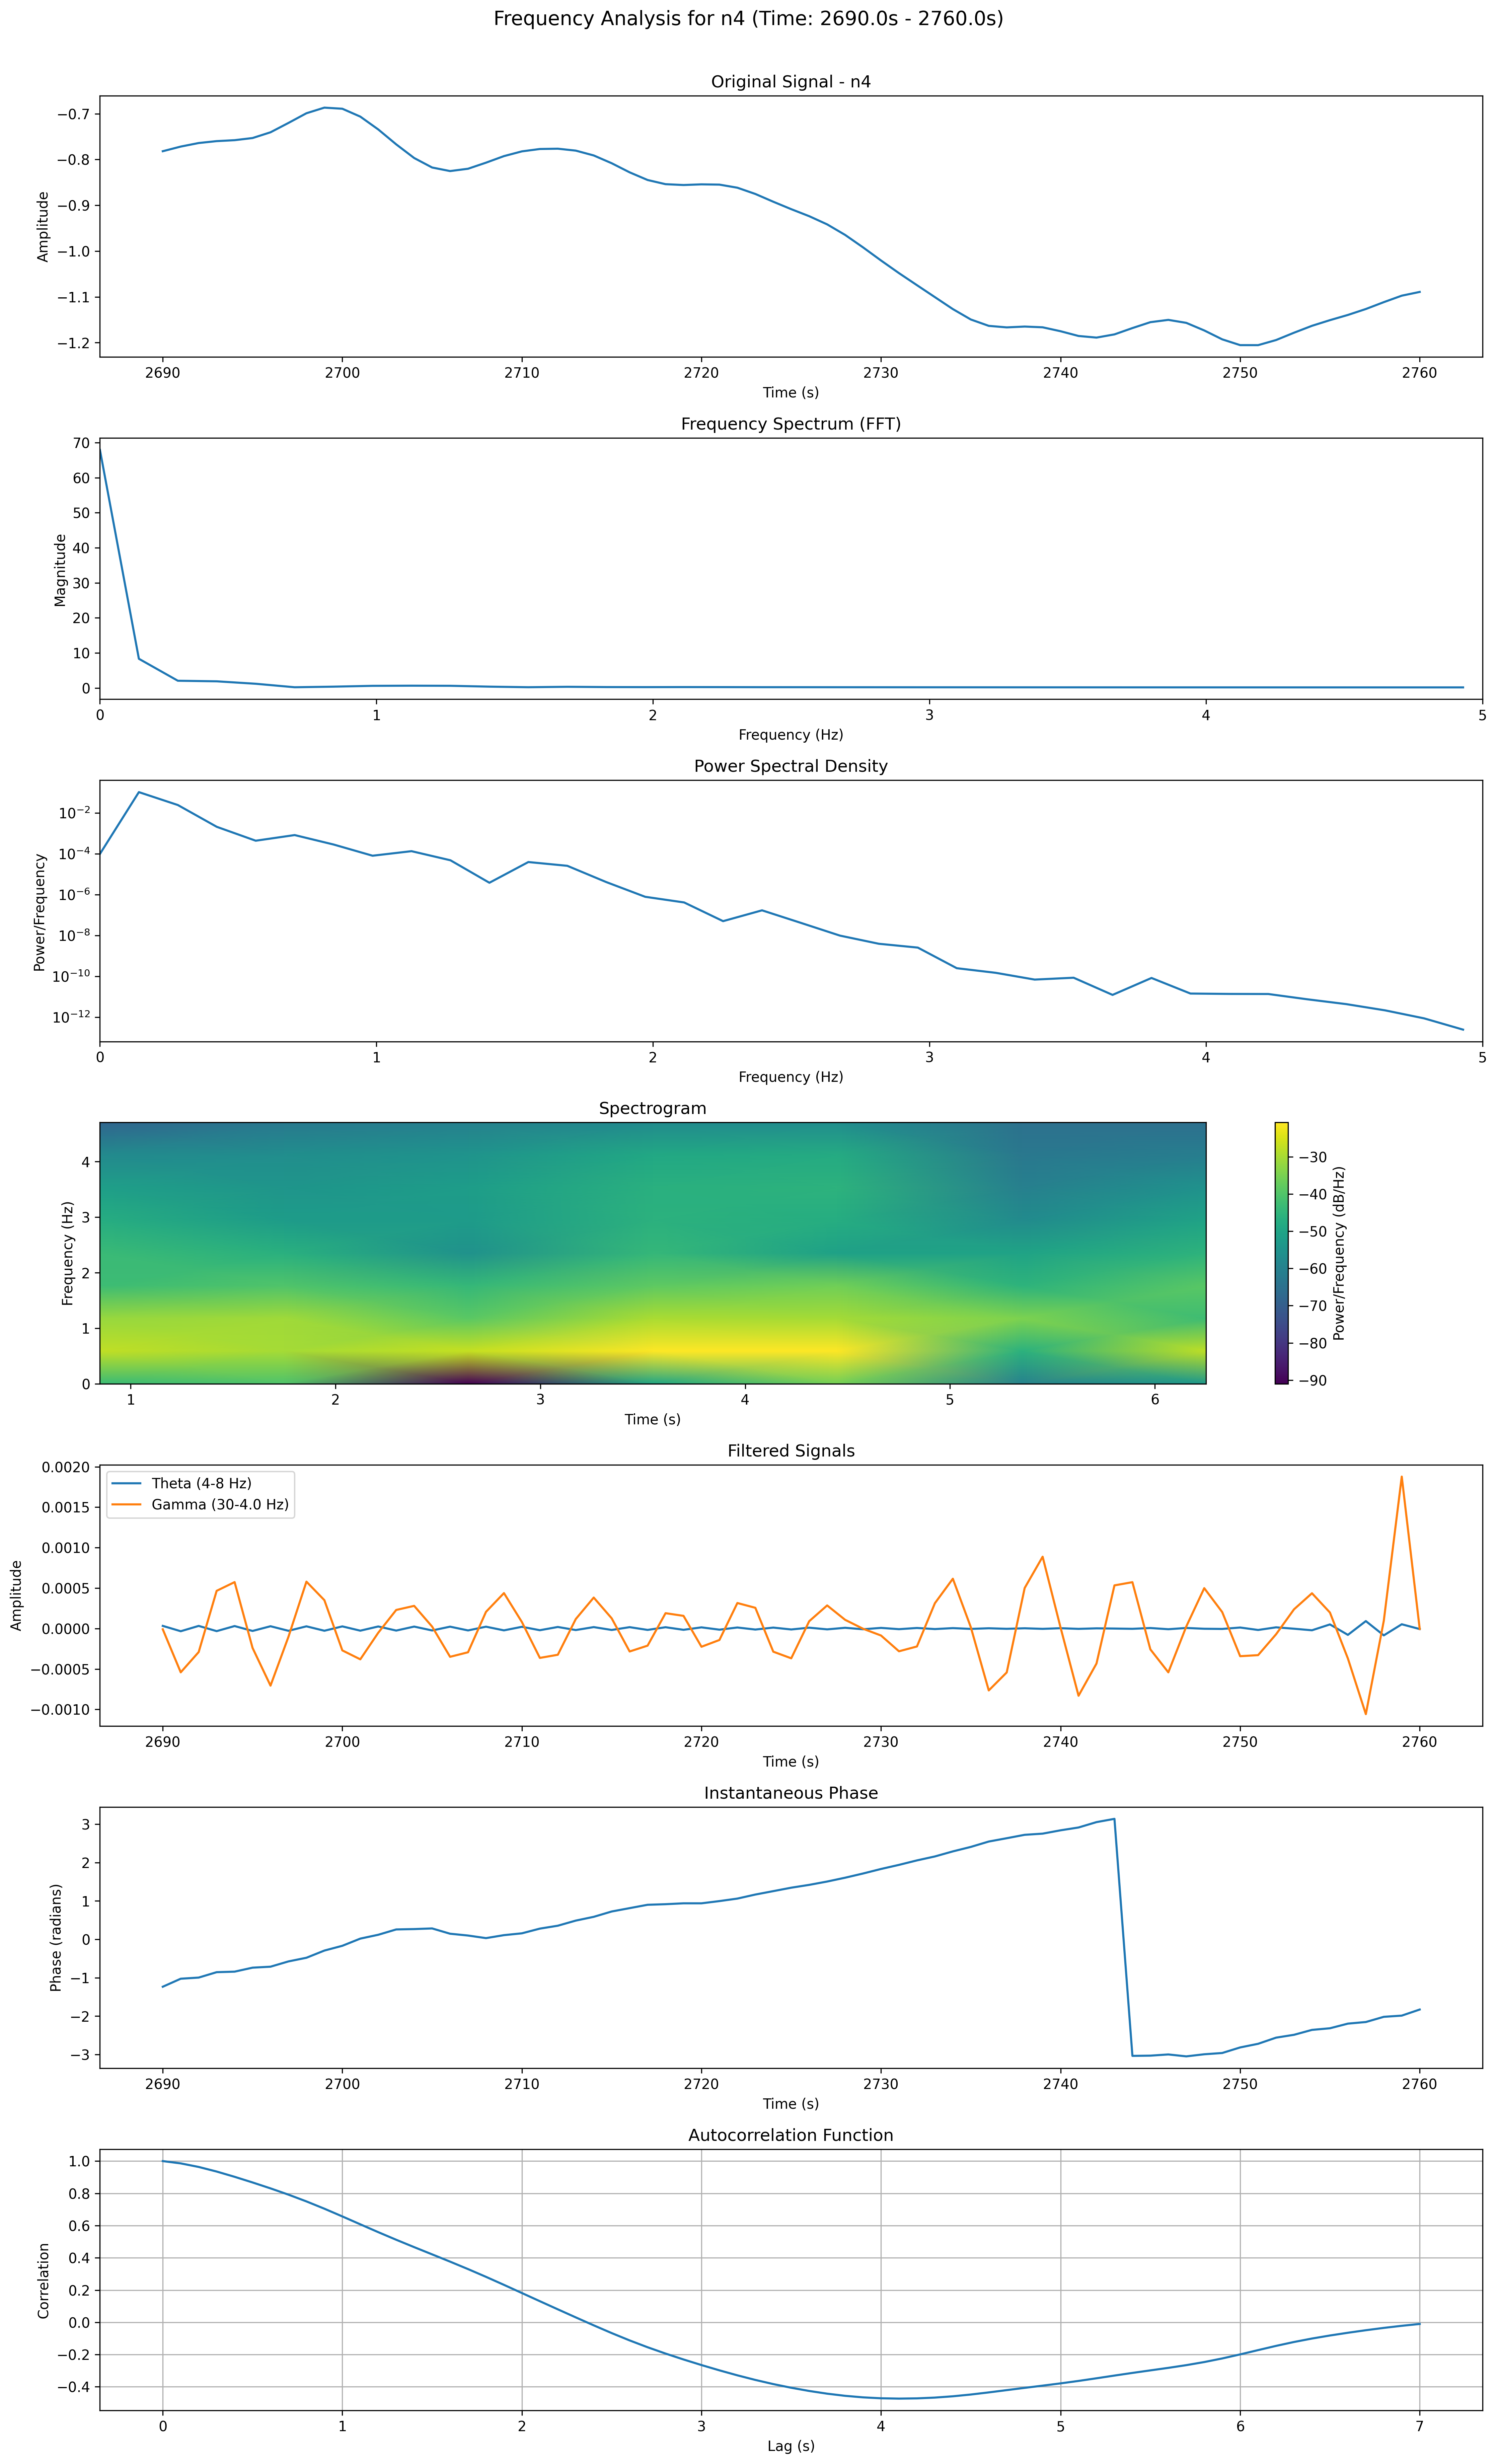 Frequency Analysis for n4 (Time: 2690.0s - 2760.0s)
Original Signal - n4
−0.7
−0.8
−0.9
−1.0
−1.1
−1.2
Amplitude
2690 2700 2710 2720 2730 2740 2750 2760
Time (s)
Frequency Spectrum (FFT)
70
60
50
40
30
20
10
0
Magnitude
0 1 2 3 4 5
Frequency (Hz)
Power Spectral Density
10⁻²
10⁻⁴
10⁻⁶
10⁻⁸
10⁻¹⁰
10⁻¹²
Power/Frequency
0 1 2 3 4 5
Frequency (Hz)
Spectrogram
4
3
2
1
0
Frequency (Hz)
1 2 3 4 5 6
Time (s)
−30
−40
−50
−60
−70
−80
−90
Power/Frequency (dB/Hz)
Filtered Signals
0.0020
0.0015
0.0010
0.0005
0.0000
−0.0005
−0.0010
Amplitude
Theta (4-8 Hz)
Gamma (30-4.0 Hz)
2690 2700 2710 2720 2730 2740 2750 2760
Time (s)
Instantaneous Phase
3
2
1
0
−1
−2
−3
Phase (radians)
2690 2700 2710 2720 2730 2740 2750 2760
Time (s)
Autocorrelation Function
1.0
0.8
0.6
0.4
0.2
0.0
−0.2
−0.4
Correlation
0 1 2 3 4 5 6 7
Lag (s)